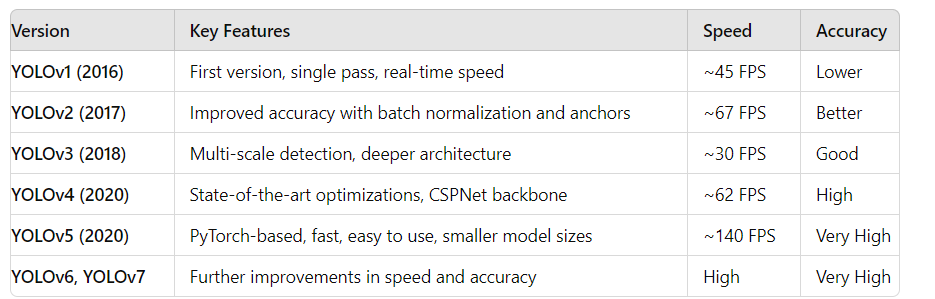 Version Key Features Speed Accuracy
YOLOv1 (2016) First version, single pass, real-time speed ~45 FPS Lower
YOLOv2 (2017) Improved accuracy with batch normalization and anchors ~67 FPS Better
YOLOv3 (2018) Multi-scale detection, deeper architecture ~30 FPS Good
YOLOv4 (2020) State-of-the-art optimizations, CSPNet backbone ~62 FPS High
YOLOv5 (2020) PyTorch-based, fast, easy to use, smaller model sizes ~140 FPS Very High
YOLOv6, YOLOv7 Further improvements in speed and accuracy High Very High